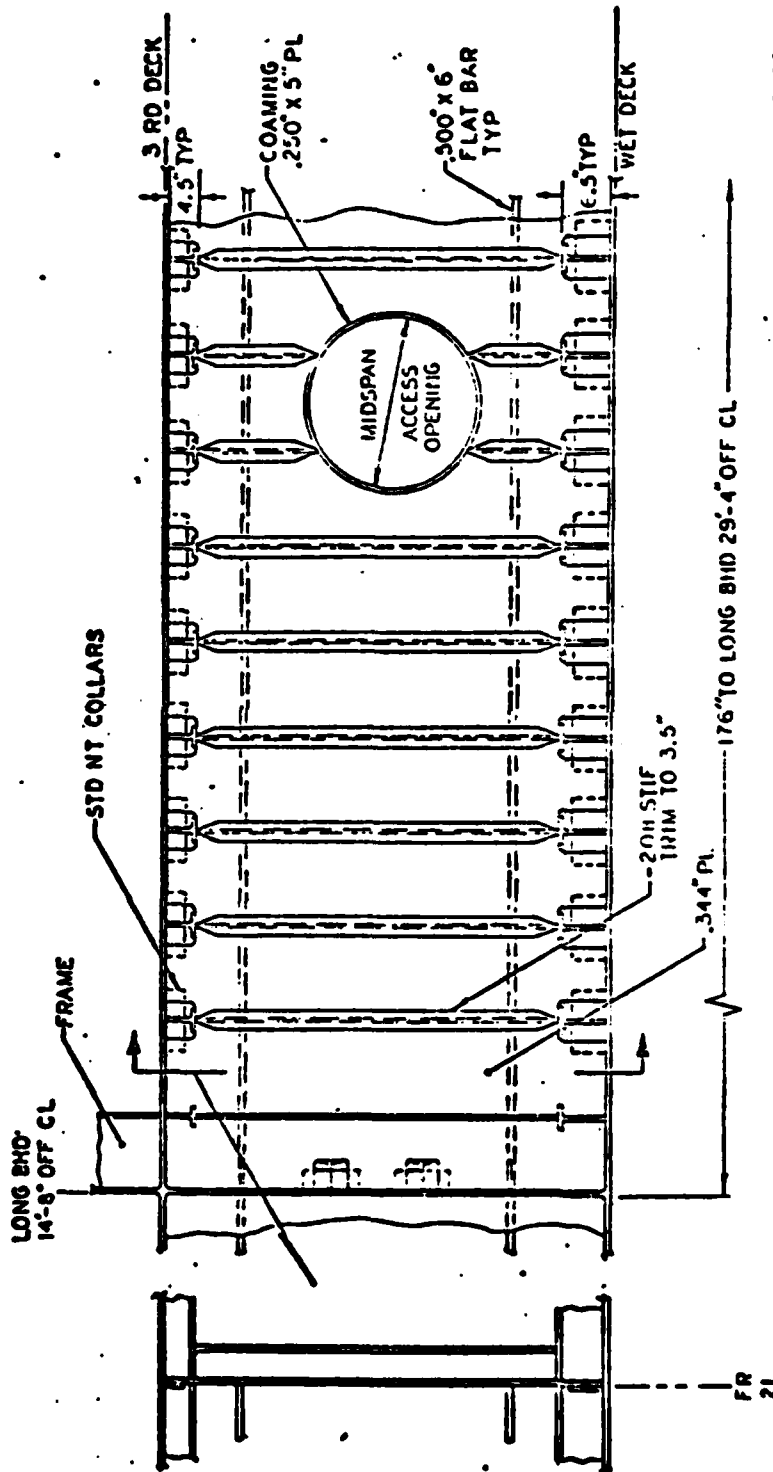 LONG BHD
14'-8" OFF CL
FRAME
STD NT COLLARS
3 RD DECK
4.5" TYP
COAMING
.250" X 5" PL
MIDSPAN
ACCESS
OPENING
.500" X 6"
FLAT BAR
TYP
6.5" TYP
WET DECK
STIF
TRIM TO 3.5"
.344" PL
176" TO LONG BHD 29'-4" OFF CL
FR
21